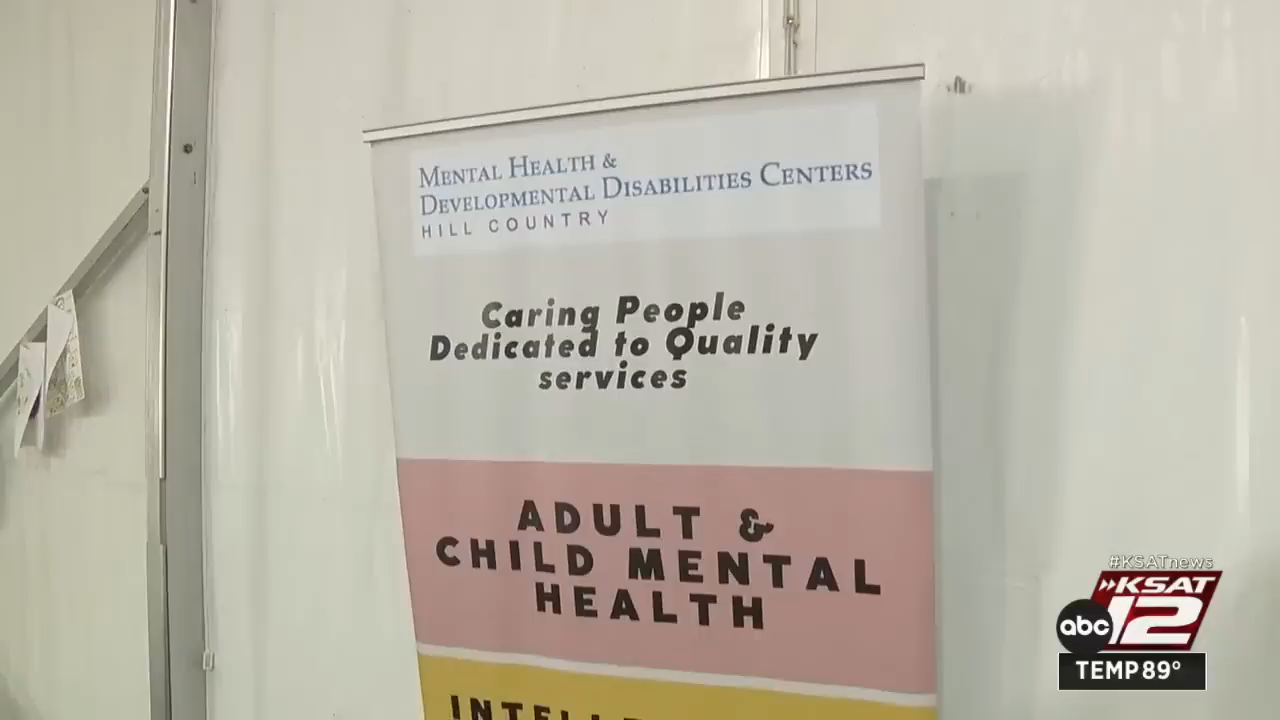 MENTAL HEALTH &
DEVELOPMENTAL DISABILITIES CENTERS
HILL COUNTRY
Caring People
Dedicated to Quality
services
ADULT &
CHILD MENTAL
HEALTH
#KSATnews
KSAT
abc 12
TEMP 89°